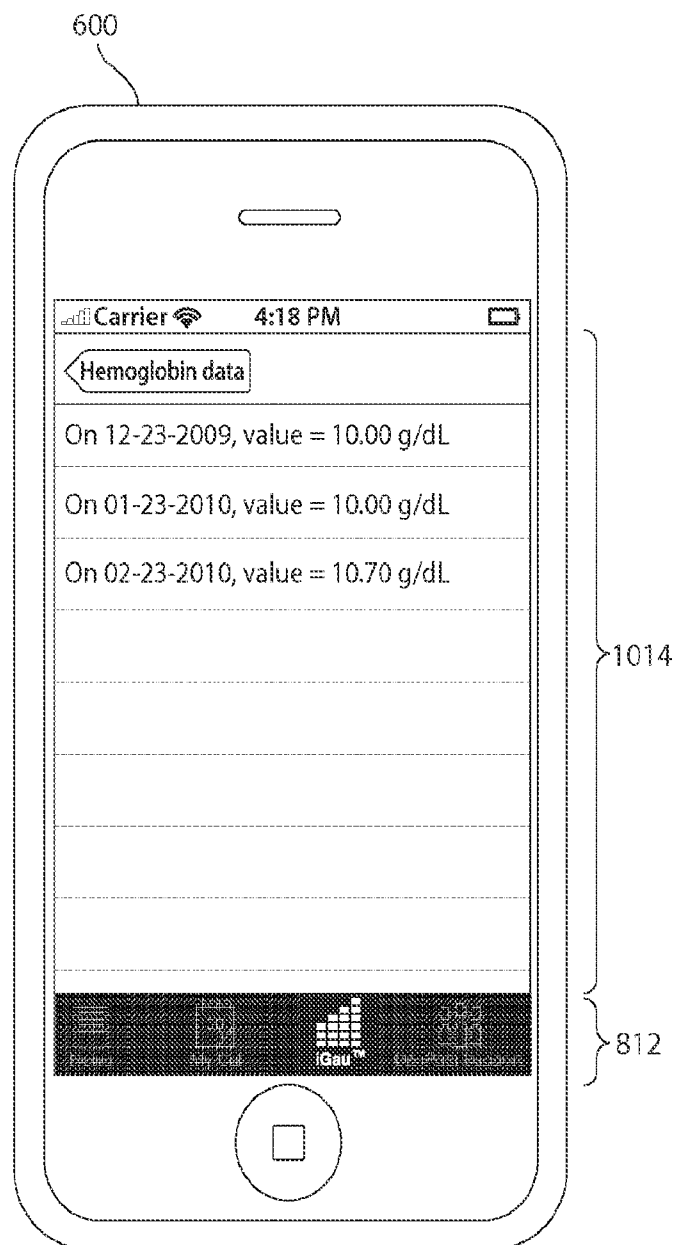 600
Carrier 4:18 PM
Hemoglobin data
On 12-23-2009, value = 10.00 g/dL
On 01-23-2010, value = 10.00 g/dL
On 02-23-2010, value = 10.70 g/dL
1014
iGau™
812